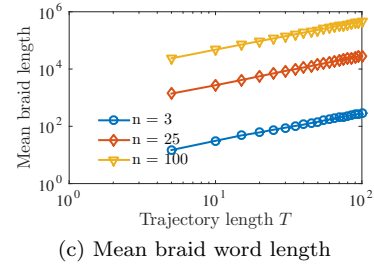 Mean braid length
10^6
10^4
10^2
10^0
n = 3
n = 25
n = 100
10^0
10^1
10^2
Trajectory length T
(c) Mean braid word length